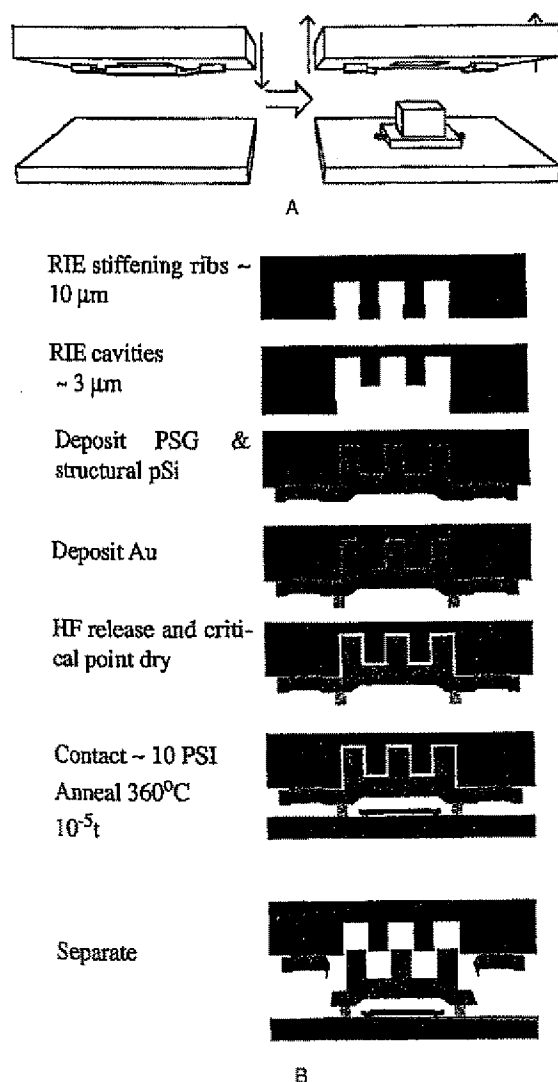 A
RIE stiffening ribs ~
10 µm
RIE cavities
~ 3 µm
Deposit PSG &
structural pSi
Deposit Au
HF release and criti-
cal point dry
Contact ~ 10 PSI
Anneal 360⁰C
10⁻⁵t
Separate
B